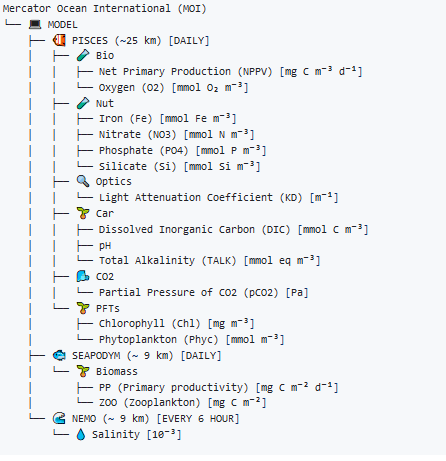 Mercator Ocean International (MOI)
└── 💻 MODEL
    ├── 🐠 PISCES (~25 km) [DAILY]
    │   ├── 🧪 Bio
    │   │   ├── Net Primary Production (NPPV) [mg C m⁻³ d⁻¹]
    │   │   └── Oxygen (O2) [mmol O₂ m⁻³]
    │   ├── 🧪 Nut
    │   │   ├── Iron (Fe) [mmol Fe m⁻³]
    │   │   ├── Nitrate (NO3) [mmol N m⁻³]
    │   │   ├── Phosphate (PO4) [mmol P m⁻³]
    │   │   └── Silicate (Si) [mmol Si m⁻³]
    │   ├── 🔍 Optics
    │   │   └── Light Attenuation Coefficient (KD) [m⁻¹]
    │   ├── 🌱 Car
    │   │   ├── Dissolved Inorganic Carbon (DIC) [mmol C m⁻³]
    │   │   ├── pH
    │   │   └── Total Alkalinity (TALK) [mmol eq m⁻³]
    │   ├── CO2
    │   │   └── Partial Pressure of CO2 (pCO2) [Pa]
    │   └── 🌱 PFTs
    │       ├── Chlorophyll (Chl) [mg m⁻³]
    │       └── Phytoplankton (Phyc) [mmol m⁻³]
    ├── 🐟 SEAPODYM (~ 9 km) [DAILY]
    │   └── 🌱 Biomass
    │       ├── PP (Primary productivity) [mg C m⁻² d⁻¹]
    │       └── ZOO (Zooplankton) [mg C m⁻²]
    └── 🌊 NEMO (~ 9 km) [EVERY 6 HOUR]
        └── 💧 Salinity [10⁻³]